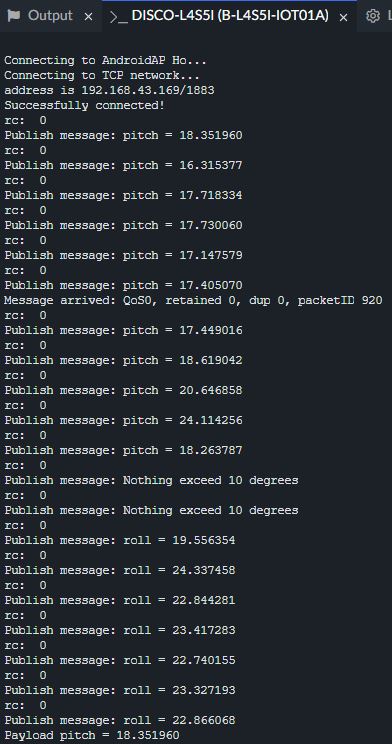 Output × >_ DISCO-L4S5I (B-L4S5I-IOT01A) ×
Connecting to AndroidAP Ho...
Connecting to TCP network...
address is 192.168.43.169/1883
Successfully connected!
rc:  0
Publish message: pitch = 18.351960
rc:  0
Publish message: pitch = 16.315377
rc:  0
Publish message: pitch = 17.718334
rc:  0
Publish message: pitch = 17.730060
rc:  0
Publish message: pitch = 17.147579
rc:  0
Publish message: pitch = 17.405070
Message arrived: QoS0, retained 0, dup 0, packetID 920
rc:  0
Publish message: pitch = 17.449016
rc:  0
Publish message: pitch = 18.619042
rc:  0
Publish message: pitch = 20.646858
rc:  0
Publish message: pitch = 24.114256
rc:  0
Publish message: pitch = 18.263787
rc:  0
Publish message: Nothing exceed 10 degrees
rc:  0
Publish message: Nothing exceed 10 degrees
rc:  0
Publish message: roll = 19.556354
rc:  0
Publish message: roll = 24.337458
rc:  0
Publish message: roll = 22.844281
rc:  0
Publish message: roll = 23.417283
rc:  0
Publish message: roll = 22.740155
rc:  0
Publish message: roll = 23.327193
rc:  0
Publish message: roll = 22.866068
Payload pitch = 18.351960